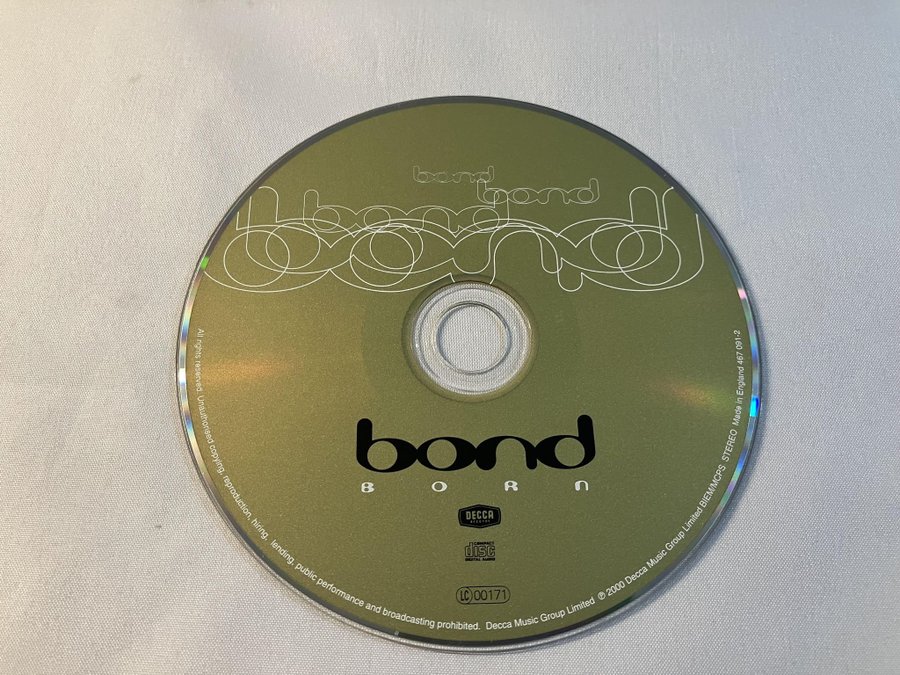 bond
bond
bond
bond
bond
BORN
DECCA
RECORDS
COMPACT
disc
DIGITAL AUDIO
LC 00171
All rights reserved. Unauthorised copying, reproduction, hiring, lending, public performance and broadcasting prohibited. Decca Music Group Limited ℗ 2000 Decca Music Group Limited BIEM/MCPS STEREO Made in England 467 091-2